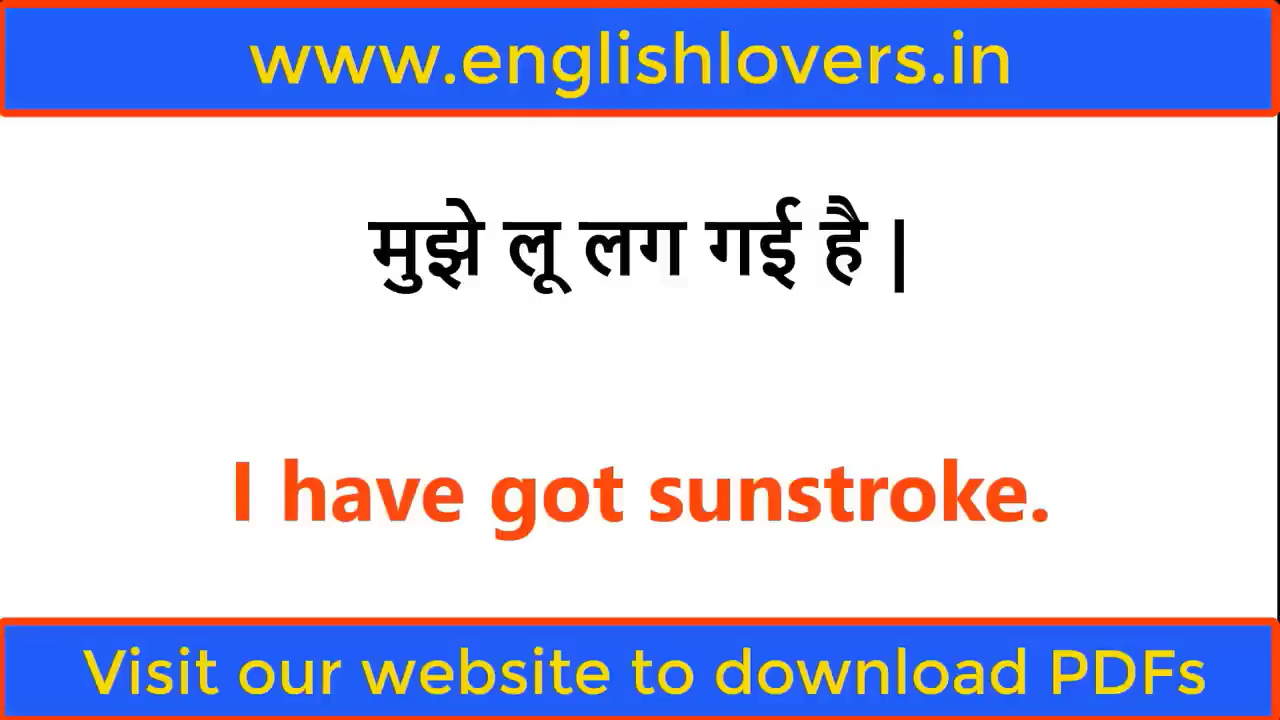 www.englishlovers.in
मुझे लू लग गई है |
I have got sunstroke.
Visit our website to download PDFs